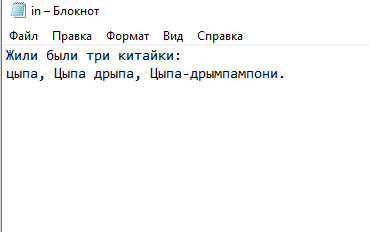 in – Блокнот
Файл Правка Формат Вид Справка
Жили были три китайки:
цыпа, Цыпа дрыпа, Цыпа-дрымпампони.